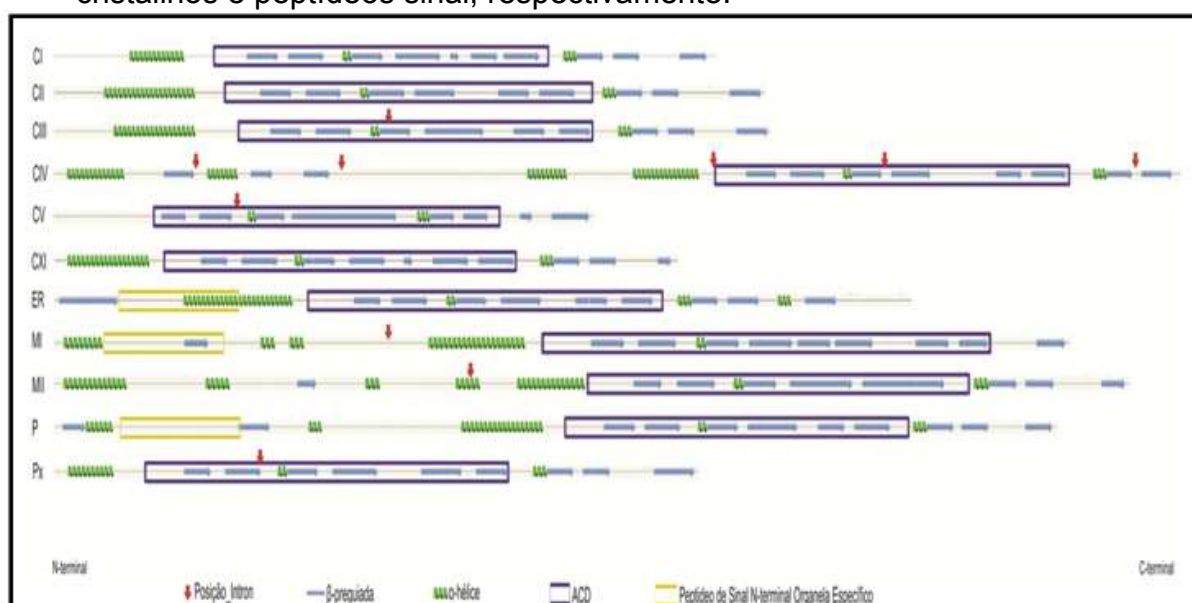 cristalinos e peptídeos sinal, respectivamente.
CI
CII
CIII
CIV
CV
CXI
ER
MI
MII
P
Px
N-terminal
C-terminal
Posição_Intron
β-pregüiada
α-hélice
ACD
Peptídeo de Sinal N-terminal Organela Específico